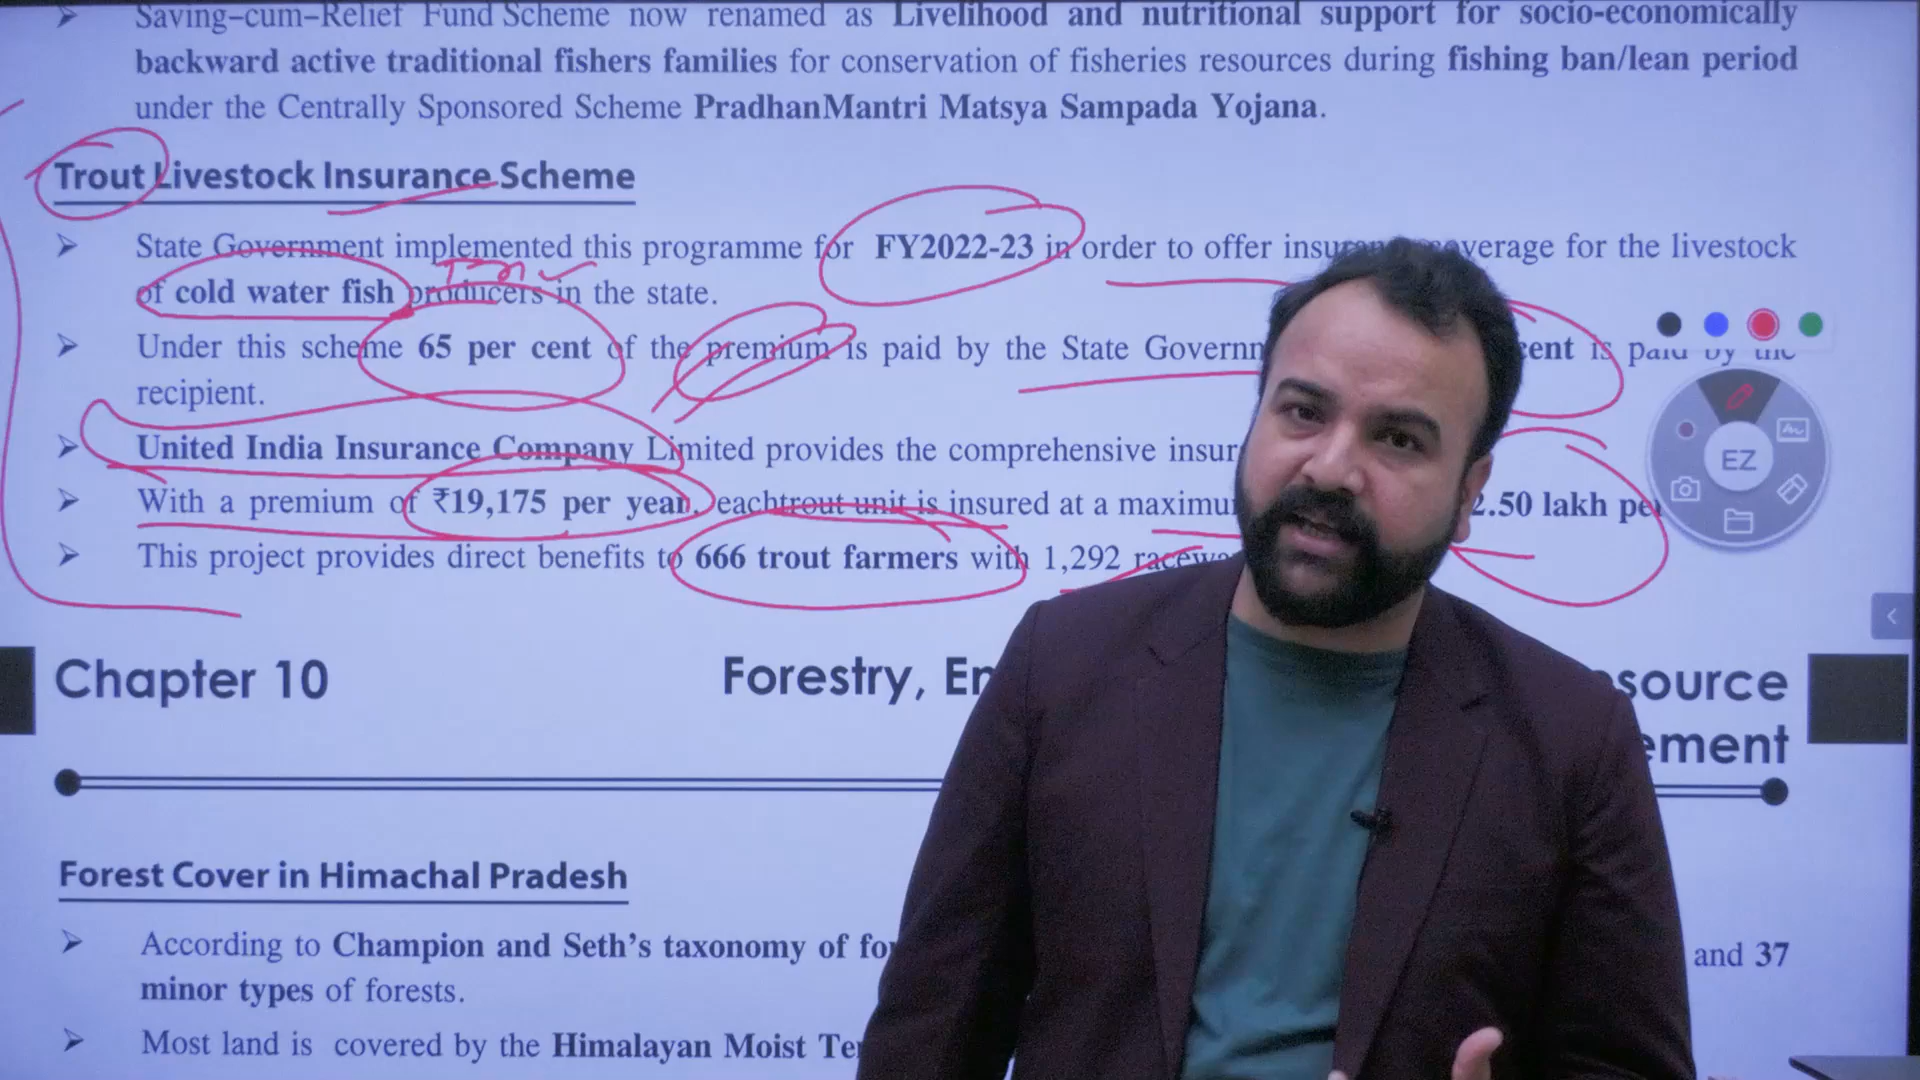 Saving–cum–Relief Fund Scheme now renamed as Livelihood and nutritional support for socio-economically
backward active traditional fishers families for conservation of fisheries resources during fishing ban/lean period
under the Centrally Sponsored Scheme PradhanMantri Matsya Sampada Yojana.
Trout Livestock Insurance Scheme
State Government implemented this programme for FY2022-23 in order to offer insurance coverage for the livestock
of cold water fish producers in the state.
Under this scheme 65 per cent of the premium is paid by the State Governm cent is paid by the
recipient.
United India Insurance Company Limited provides the comprehensive insur
With a premium of ₹19,175 per year, eachtrout unit is insured at a maximu 2.50 lakh pe
This project provides direct benefits to 666 trout farmers with 1,292 racewa
EZ
Chapter 10 Forestry, En source
ement
Forest Cover in Himachal Pradesh
According to Champion and Seth's taxonomy of fo and 37
minor types of forests.
Most land is covered by the Himalayan Moist Te